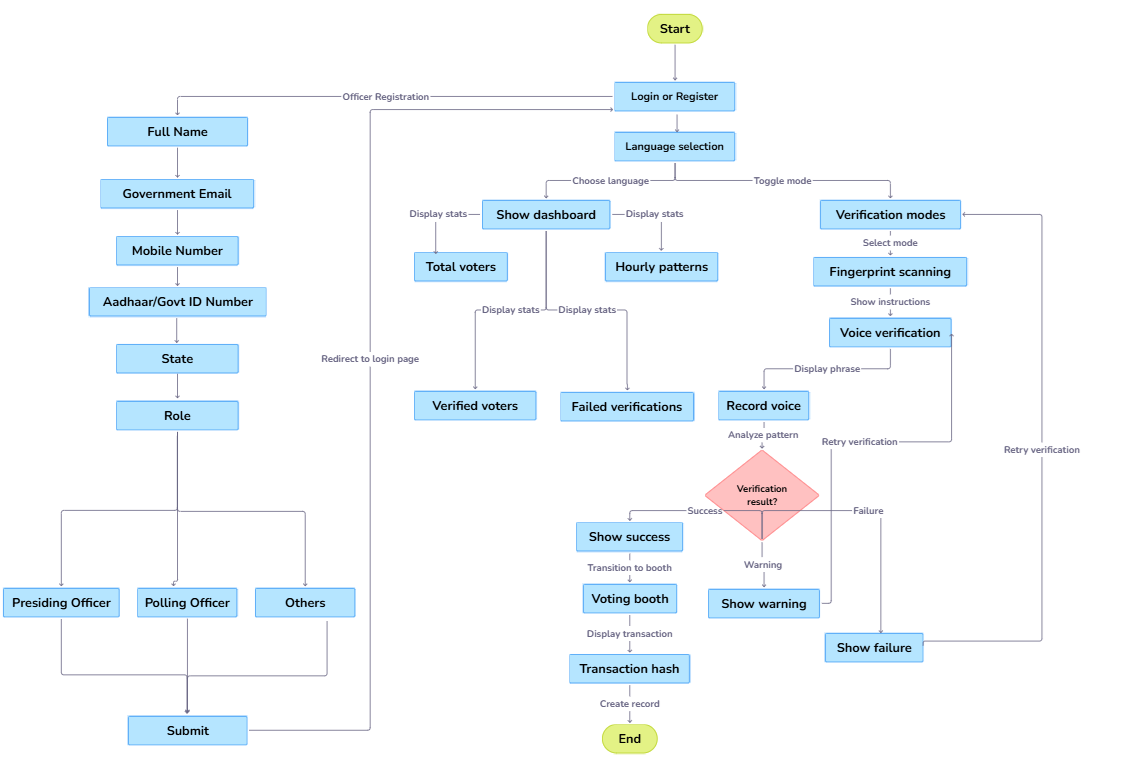 Start
Login or Register
Officer Registration
Full Name
Language selection
Choose language
Toggle mode
Government Email
Display stats
Show dashboard
Display stats
Verification modes
Mobile Number
Select mode
Total voters
Hourly patterns
Fingerprint scanning
Aadhaar/Govt ID Number
Display stats
Display stats
Show instructions
Voice verification
State
Redirect to login page
Display phrase
Role
Verified voters
Failed verifications
Record voice
Analyze pattern
Retry verification
Retry verification
Verification
result?
Success
Failure
Show success
Warning
Transition to booth
Presiding Officer
Polling Officer
Others
Voting booth
Show warning
Display transaction
Show failure
Transaction hash
Create record
Submit
End